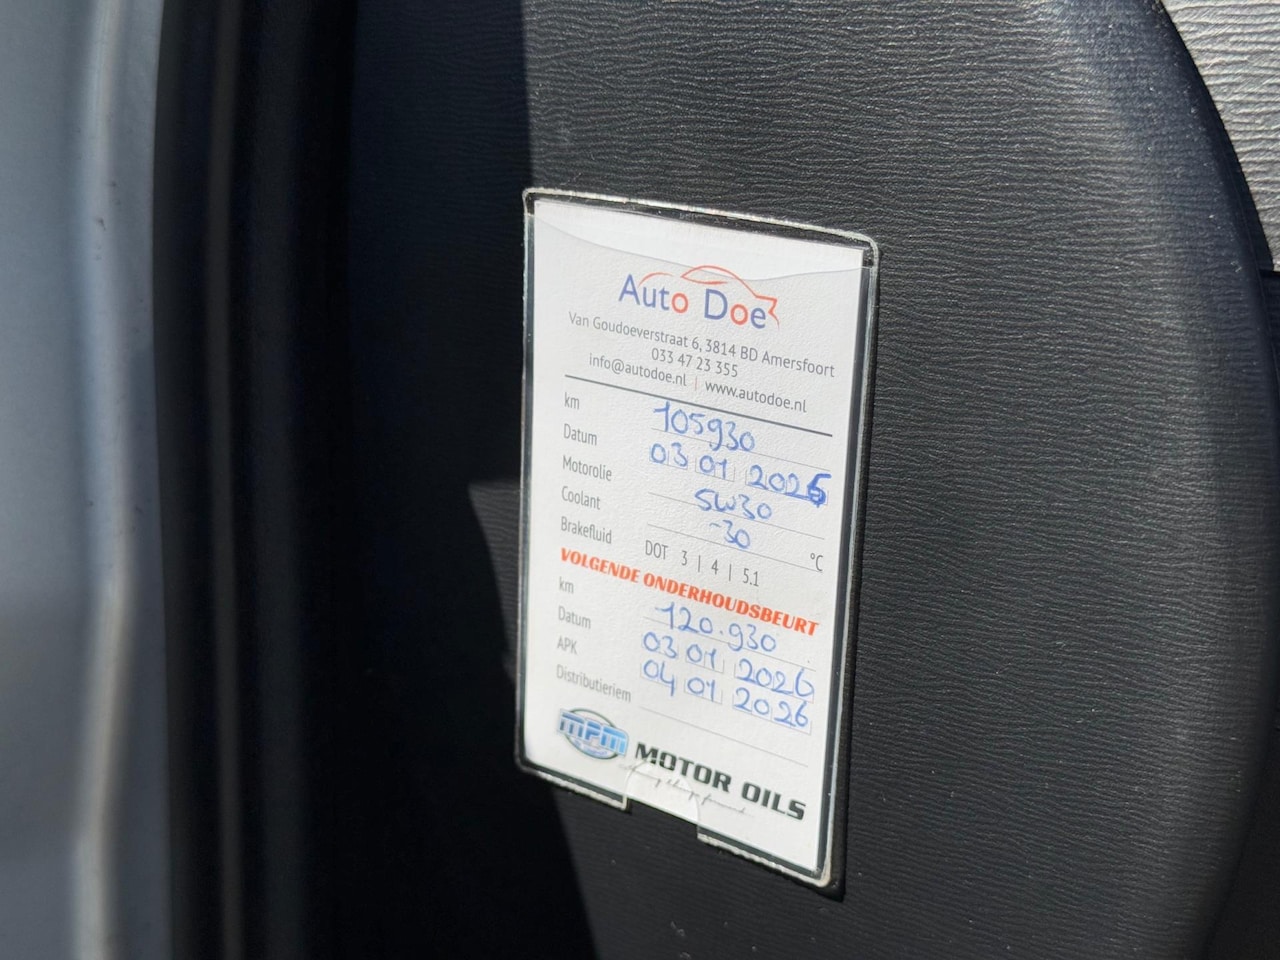 Auto Doe
Van Goudoeverstraat 6, 3814 BD Amersfoort
033 47 23 355
info@autodoe.nl | www.autodoe.nl
km 105930
Datum 03 01 2025
Motorolie 5W30
Coolant -30 °C
Brakefluid DOT 3 | 4 | 5.1
VOLGENDE ONDERHOUDSBEURT
km 120.930
Datum 03 01 2026
APK 04 01 2026
Distributieriem
MPM MOTOR OILS